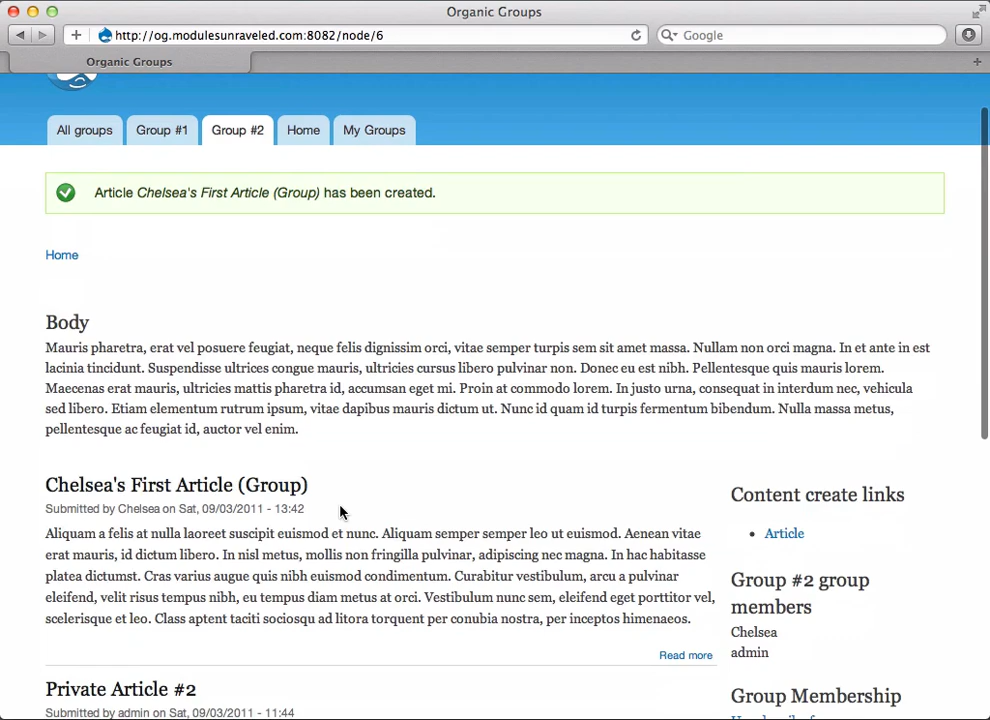 Organic Groups
http://og.modulesunraveled.com:8082/node/6
Google
Organic Groups
All groups
Group #1
Group #2
Home
My Groups
Article Chelsea's First Article (Group) has been created.
Home
Body
Mauris pharetra, erat vel posuere feugiat, neque felis dignissim orci, vitae semper turpis sem sit amet massa. Nullam non orci magna. In et ante in est
lacinia tincidunt. Suspendisse ultrices congue mauris, ultricies cursus libero pulvinar non. Donec eu est nibh. Pellentesque quis mauris lorem.
Maecenas erat mauris, ultricies mattis pharetra id, accumsan eget mi. Proin at commodo lorem. In justo urna, consequat in interdum nec, vehicula
sed libero. Etiam elementum rutrum ipsum, vitae dapibus mauris dictum ut. Nunc id quam id turpis fermentum bibendum. Nulla massa metus,
pellentesque ac feugiat id, auctor vel enim.
Chelsea's First Article (Group)
Submitted by Chelsea on Sat, 09/03/2011 - 13:42
Aliquam a felis at nulla laoreet suscipit euismod et nunc. Aliquam semper semper leo ut euismod. Aenean vitae
erat mauris, id dictum libero. In nisl metus, mollis non fringilla pulvinar, adipiscing nec magna. In hac habitasse
platea dictumst. Cras varius augue quis nibh euismod condimentum. Curabitur vestibulum, arcu a pulvinar
eleifend, velit risus tempus nibh, eu tempus diam metus at orci. Vestibulum nunc sem, eleifend eget porttitor vel,
scelerisque et leo. Class aptent taciti sociosqu ad litora torquent per conubia nostra, per inceptos himenaeos.
Read more
Private Article #2
Submitted by admin on Sat, 09/03/2011 - 11:44
Content create links
Article
Group #2 group
members
Chelsea
admin
Group Membership